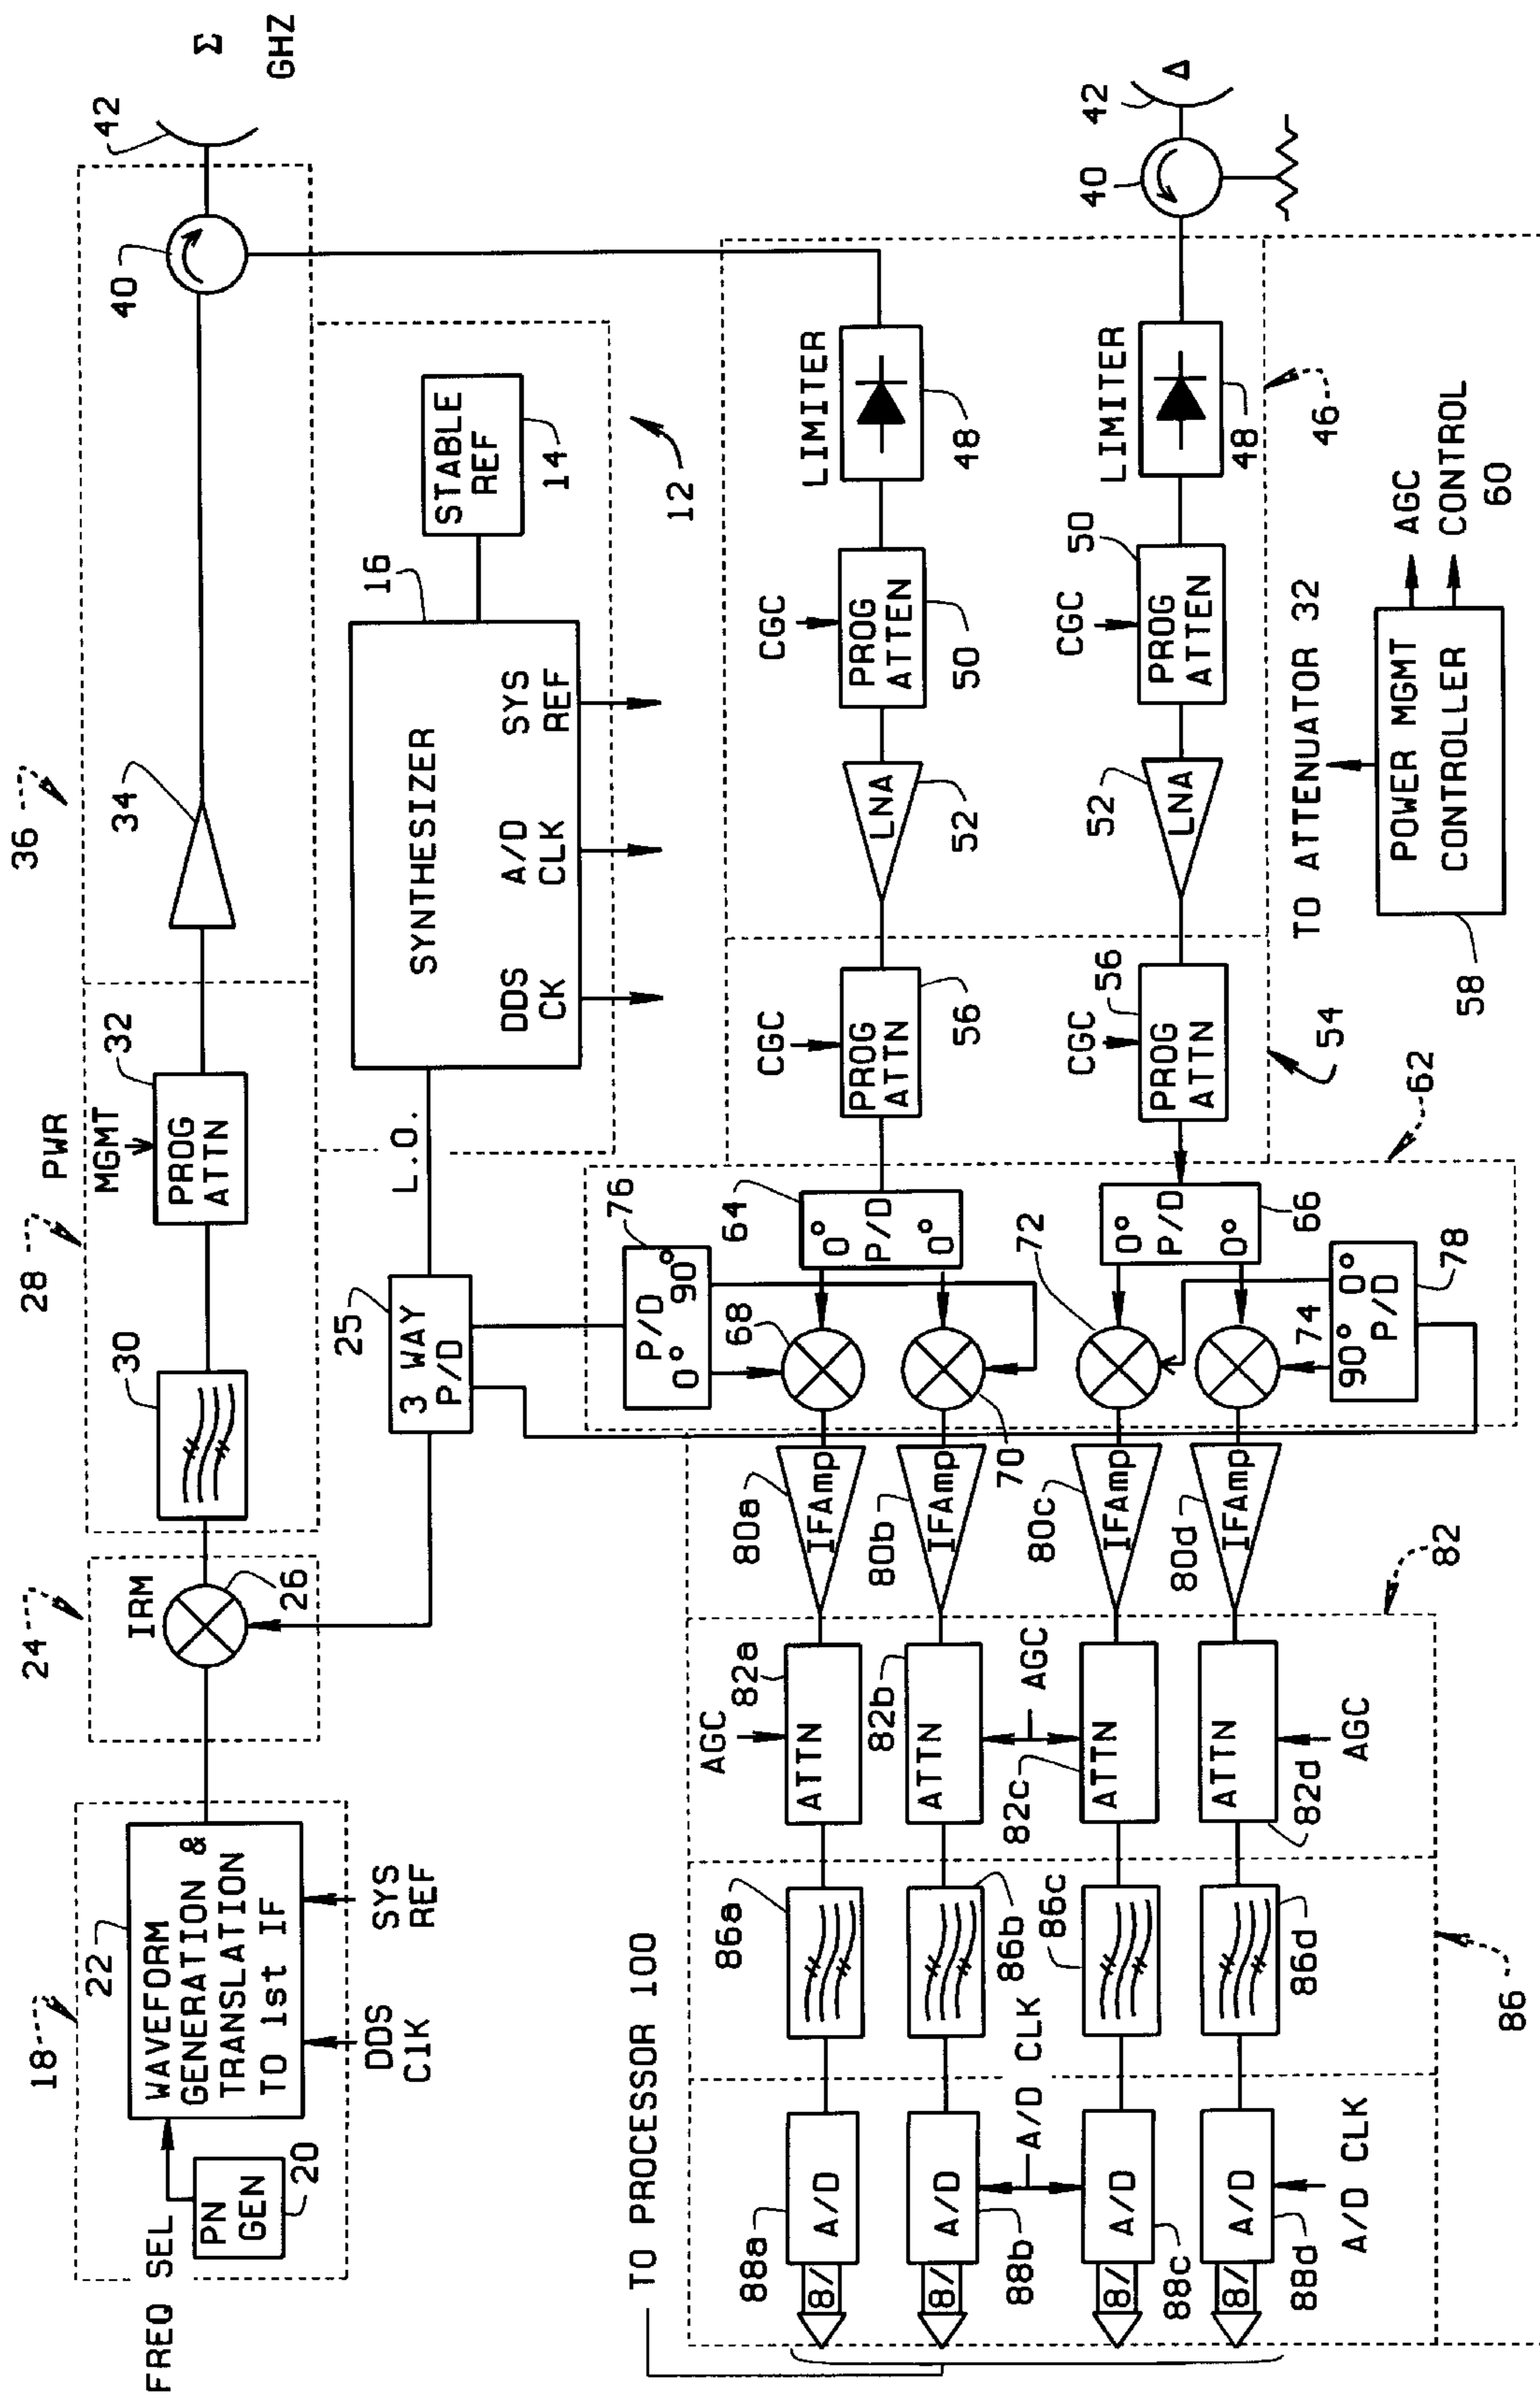 FREQ SEL
PN
GEN
20
18
22
WAVEFORM
GENERATION &
TRANSLATION
TO 1st IF
DDS
ClK
SYS
REF
24
IRM
26
28
30
PWR
MGMT
32
PROG
ATTN
36
34
40
42
Σ
GHZ
25
3 WAY
P/D
L.O.
16
SYNTHESIZER
DDS
CK
A/D
CLK
SYS
REF
STABLE
REF
14
12
TO PROCESSOR 100
88a
A/D
8/
86a
AGC
82a
ATTN
80a
IFAmp
68
76
P/D
0°
90°
64
0°
P/D
0°
CGC
PROG
ATTN
56
LNA
52
CGC
PROG
ATTEN
50
LIMITER
48
88b
A/D
8/
A/D CLK
86b
82b
ATTN
AGC
80b
IFAmp
70
88c
A/D
8/
86c
82c
ATTN
80c
IFAmp
72
66
0°
P/D
0°
CGC
PROG
ATTN
56
54
LNA
52
CGC
PROG
ATTEN
50
LIMITER
48
46
40
42
Δ
88d
A/D
8/
A/D CLK
86d
82d
ATTN
AGC
80d
IFAmp
74
90°
0°
P/D
78
62
82
86
TO ATTENUATOR 32
POWER MGMT
CONTROLLER
58
AGC
CONTROL
60